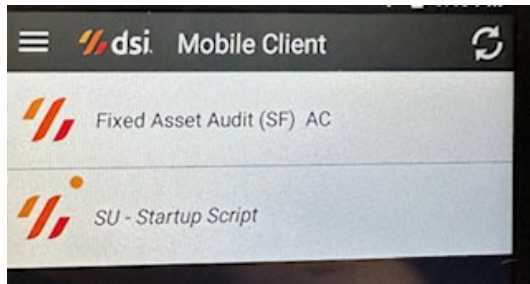 dsi Mobile Client
Fixed Asset Audit (SF) AC
SU - Startup Script